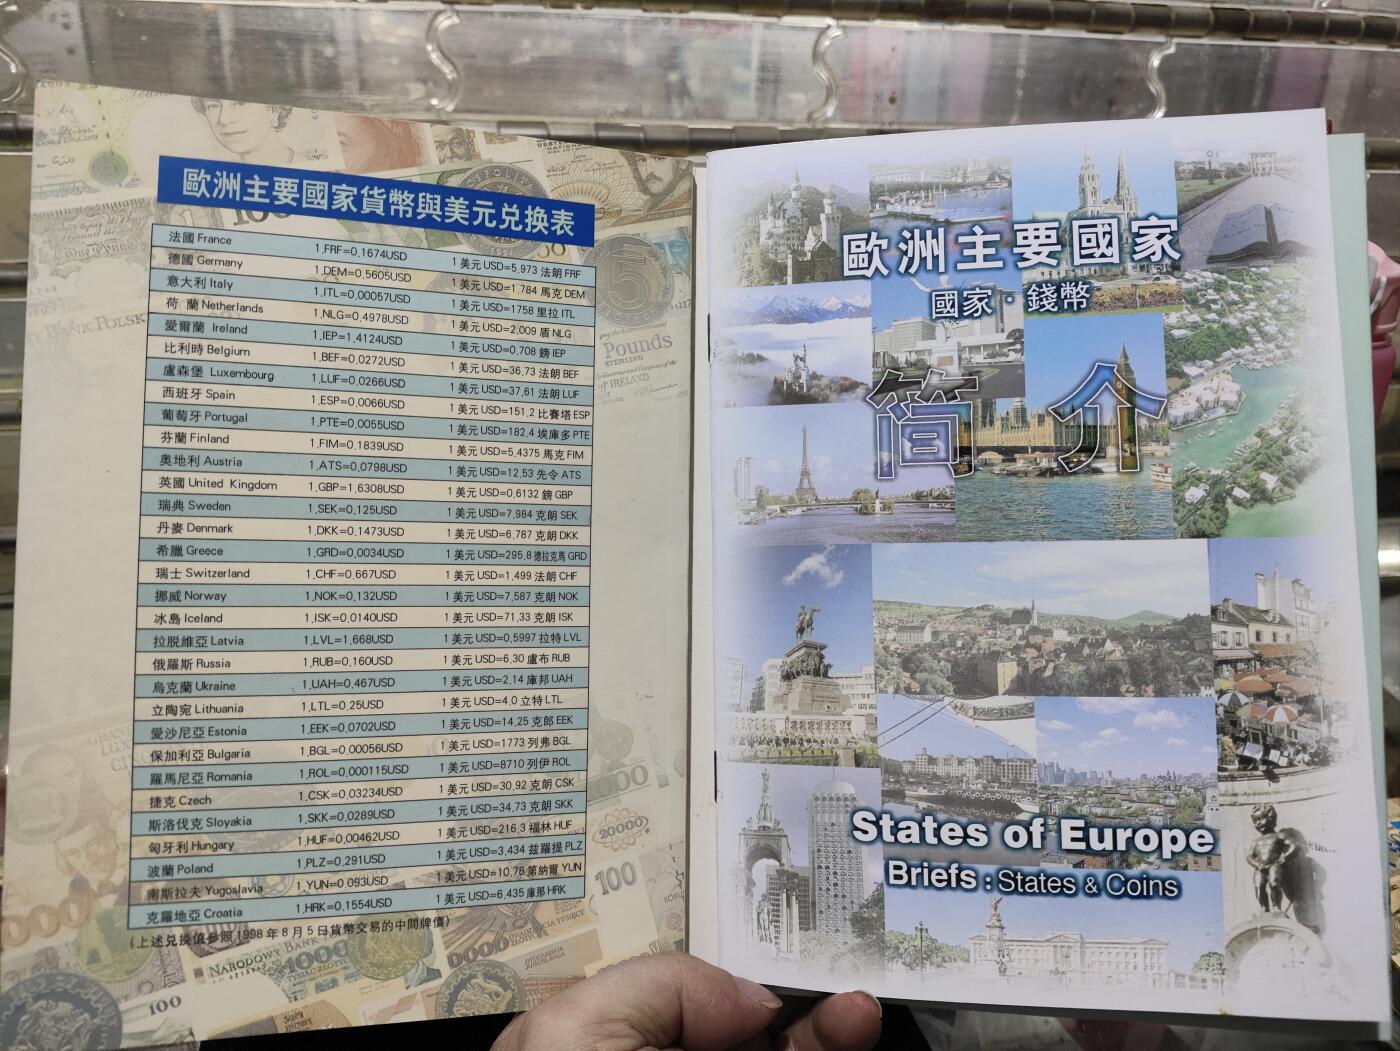 歐洲主要國家貨幣與美元兑换表
法國 France 1,FRF=0,1674USD 1 美元 USD=5,973 法朗 FRF
德國 Germany 1,DEM=0,5605USD 1 美元 USD=1,784 馬克 DEM
意大利 Italy 1,ITL=0,00057USD 1 美元 USD=1758 里拉 ITL
荷 蘭 Netherlands 1,NLG=0,4978USD 1 美元 USD=2,009 盾 NLG
愛爾蘭 Ireland 1,IEP=1,4124USD 1 美元 USD=0,708 鎊 IEP
比利時 Belgium 1,BEF=0,0272USD 1 美元 USD=36,73 法朗 BEF
盧森堡 Luxembourg 1,LUF=0,0266USD 1 美元 USD=37,61 法朗 LUF
西班牙 Spain 1,ESP=0,0066USD 1 美元 USD=151,2 比賽塔 ESP
葡萄牙 Portugal 1,PTE=0,0055USD 1 美元 USD=182,4 埃庫多 PTE
芬蘭 Finland 1,FIM=0,1839USD 1 美元 USD=5,4375 馬克 FIM
奥地利 Austria 1,ATS=0,0798USD 1 美元 USD=12,53 先令 ATS
英國 United Kingdom 1,GBP=1,6308USD 1 美元 USD=0,6132 鎊 GBP
瑞典 Sweden 1,SEK=0,125USD 1 美元 USD=7,984 克朗 SEK
丹麥 Denmark 1,DKK=0,1473USD 1 美元 USD=6,787 克朗 DKK
希臘 Greece 1,GRD=0,0034USD 1 美元 USD=295,8 德拉克馬 GRD
瑞士 Switzerland 1,CHF=0,667USD 1 美元 USD=1,499 法朗 CHF
挪威 Norway 1,NOK=0,132USD 1 美元 USD=7,587 克朗 NOK
冰島 Iceland 1,ISK=0,0140USD 1 美元 USD=71,33 克朗 ISK
拉脱維亞 Latvia 1,LVL=1,668USD 1 美元 USD=0,5997 拉特 LVL
俄羅斯 Russia 1,RUB=0,160USD 1 美元 USD=6,30 盧布 RUB
烏克蘭 Ukraine 1,UAH=0,467USD 1 美元 USD=2,14 庫邦 UAH
立陶宛 Lithuania 1,LTL=0,25USD 1 美元 USD=4,0 立特 LTL
愛沙尼亞 Estonia 1,EEK=0,0702USD 1 美元 USD=14,25 克郎 EEK
保加利亞 Bulgaria 1,BGL=0,00056USD 1 美元 USD=1773 列弗 BGL
羅馬尼亞 Romania 1,ROL=0,000115USD 1 美元 USD=8710 列伊 ROL
捷克 Czech 1,CSK=0,03234USD 1 美元 USD=30,92 克朗 CSK
斯洛伐克 Slovakia 1,SKK=0,0289USD 1 美元 USD=34,73 克朗 SKK
匈牙利 Hungary 1,HUF=0,00462USD 1 美元 USD=216,3 福林 HUF
波蘭 Poland 1,PLZ=0,291USD 1 美元 USD=3,434 兹羅提 PLZ
南斯拉夫 Yugoslavia 1,YUN=0,093USD 1 美元 USD=10,76 第納爾 YUN
克羅地亞 Croatia 1,HRK=0,1554USD 1 美元 USD=6,435 庫那 HRK
(上述兑换值參照 1998 年 8 月 5 日貨幣交易的中間牌價)
歐洲主要國家
國家·錢幣
簡介
States of Europe
Briefs : States & Coins